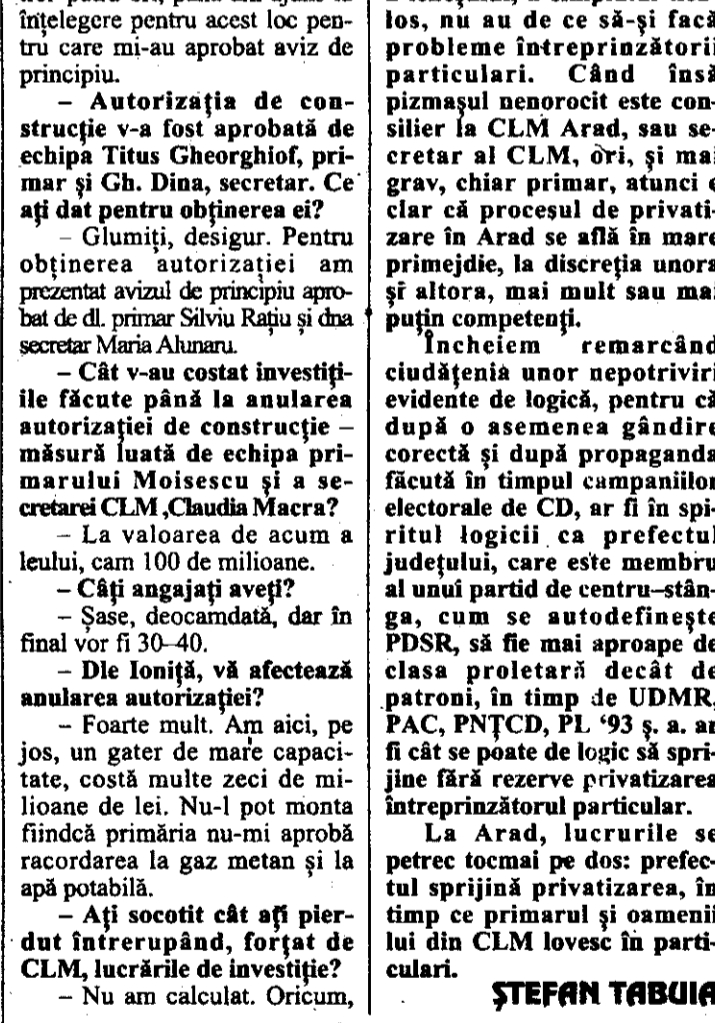 înțelegere pentru acest loc pen-
tru care mi-au aprobat aviz de
principiu.
– Autorizația de con-
strucție v-a fost aprobată de
echipa Titus Gheorghiof, pri-
mar și Gh. Dina, secretar. Ce
ați dat pentru obținerea ei?
– Glumiți, desigur. Pentru
obținerea autorizației am
prezentat avizul de principiu apro-
bat de dl. primar Silviu Rațiu și dna
secretar Maria Alunaru.
– Cât v-au costat investiți-
ile făcute până la anularea
autorizației de construcție –
măsură luată de echipa pri-
marului Moisescu și a se-
cretarei CLM ,Claudia Macra?
– La valoarea de acum a
leului, cam 100 de milioane.
– Câți angajați aveți?
– Șase, deocamdată, dar în
final vor fi 30–40.
– Dle Ioniță, vă afectează
anularea autorizației?
– Foarte mult. Am aici, pe
jos, un gater de mare capaci-
tate, costă multe zeci de mi-
lioane de lei. Nu-l pot monta
fiindcă primăria nu-mi aprobă
racordarea la gaz metan și la
apă potabilă.
– Ați socotit cât ați pier-
dut întrerupând, forțat de
CLM, lucrările de investiție?
– Nu am calculat. Oricum,
los, nu au de ce să-și facă
probleme întreprinzătorii
particulari. Când însă
pizmașul nenorocit este con-
silier la CLM Arad, sau se-
cretar al CLM, ori, și mai
grav, chiar primar, atunci e
clar că procesul de privati-
zare în Arad se află în mare
primejdie, la discreția unora
și altora, mai mult sau mai
puțin competenți.
Încheiem remarcând
ciudățenia unor nepotriviri
evidente de logică, pentru că
după o asemenea gândire
corectă și după propaganda
făcută în timpul campaniilor
electorale de CD, ar fi în spi-
ritul logicii ca prefectul
județului, care este membru
al unui partid de centru–stân-
ga, cum se autodefinește
PDSR, să fie mai aproape de
clasa proletară decât de
patroni, în timp de UDMR,
PAC, PNȚCD, PL ‘93 ș. a. ar
fi cât se poate de logic să spri-
jine fără rezerve privatizarea
întreprinzătorul particular.
La Arad, lucrurile se
petrec tocmai pe dos: prefec-
tul sprijină privatizarea, în
timp ce primarul și oamenii
lui din CLM lovesc în parti-
culari.
ȘTEFAN TABUIA